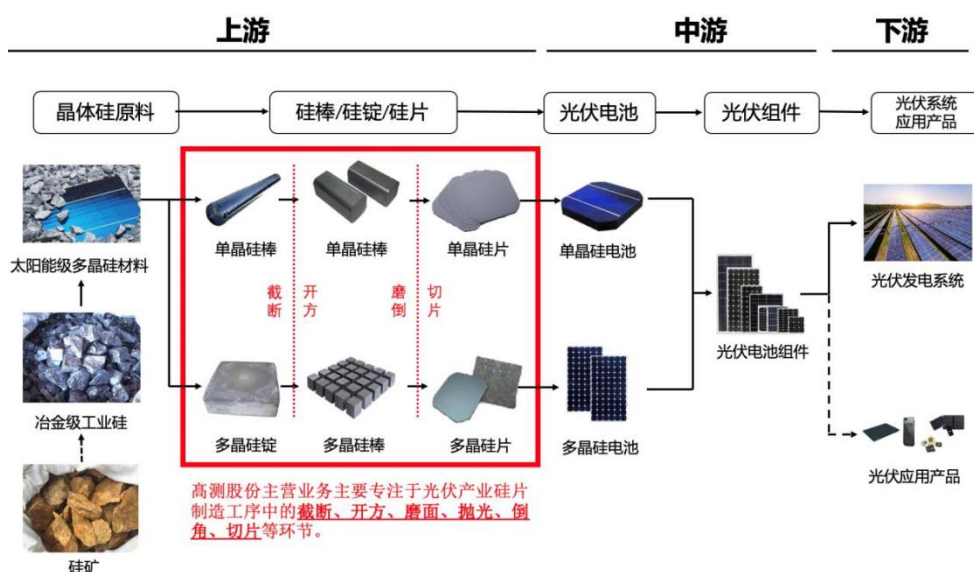 上游
中游
下游
晶体硅原料
硅棒/硅锭/硅片
光伏电池
光伏组件
光伏系统
应用产品
单晶硅棒
单晶硅棒
单晶硅片
单晶硅电池
太阳能级多晶硅材料
光伏发电系统
截断
开方
磨倒
切片
光伏电池组件
冶金级工业硅
多晶硅锭
多晶硅棒
多晶硅片
多晶硅电池
光伏应用产品
高测股份主营业务主要专注于光伏产业硅片
制造工序中的截断、开方、磨面、抛光、倒
角、切片等环节。
硅矿